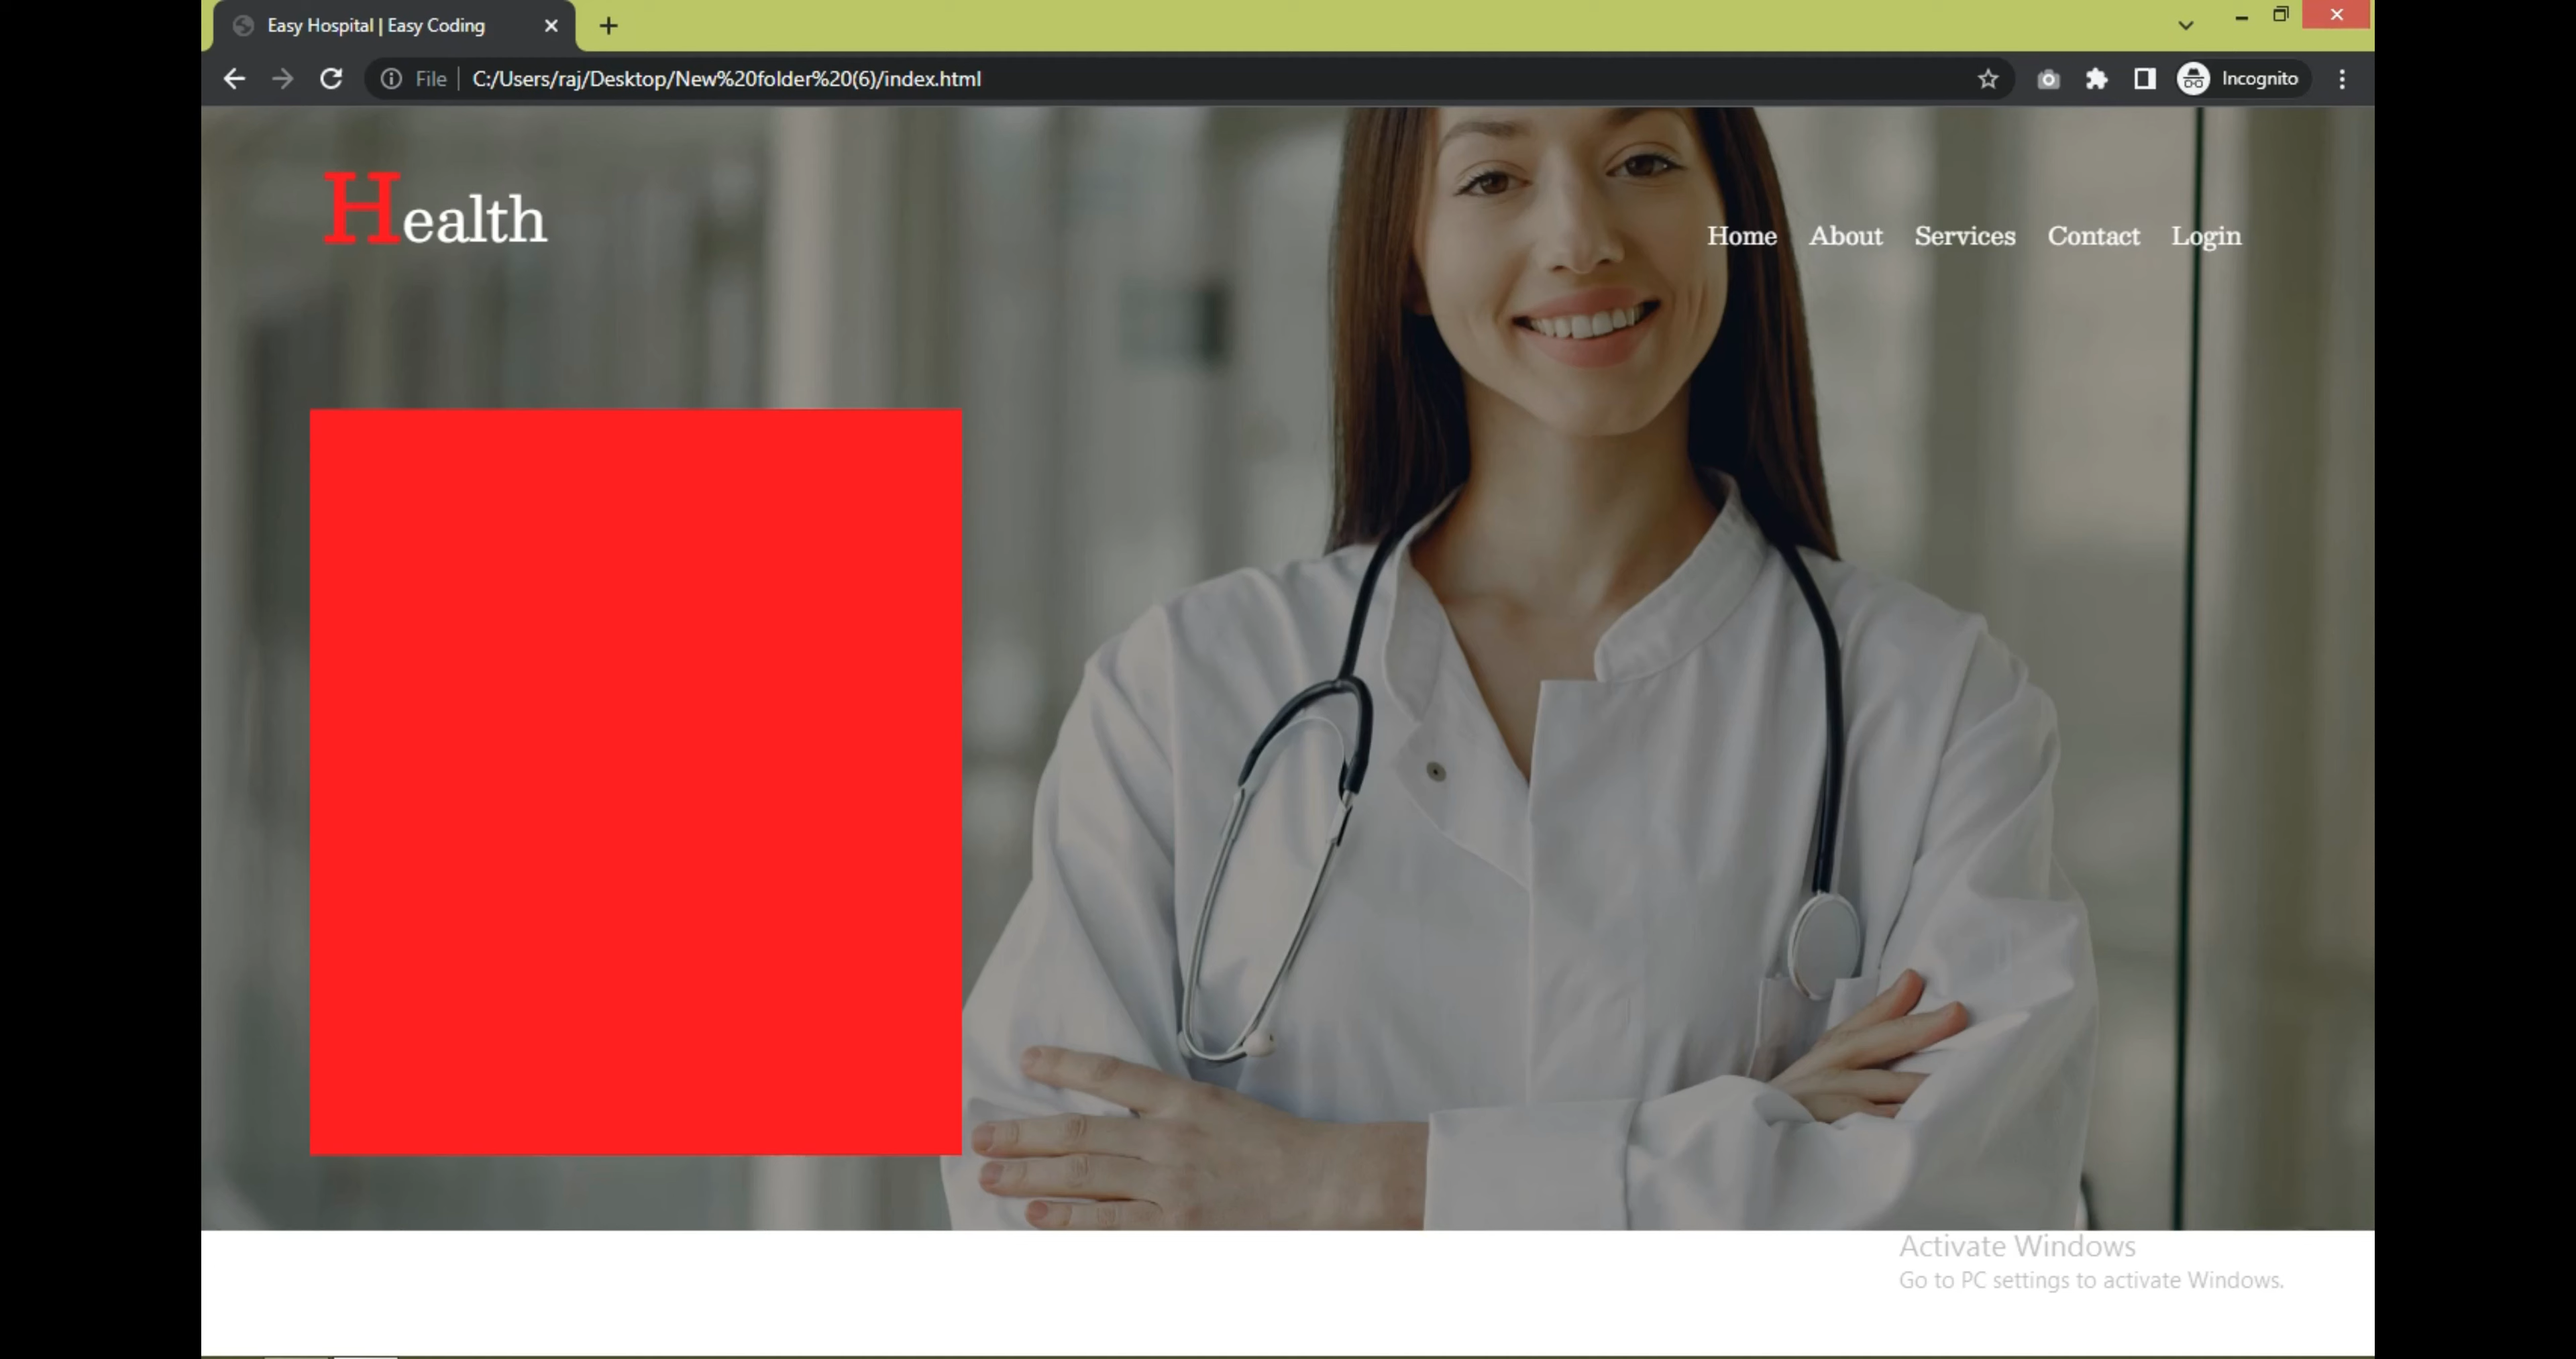 Easy Hospital | Easy Coding
File | C:/Users/raj/Desktop/New%20folder%20(6)/index.html
Incognito
Health
Home About Services Contact Login
Activate Windows
Go to PC settings to activate Windows.